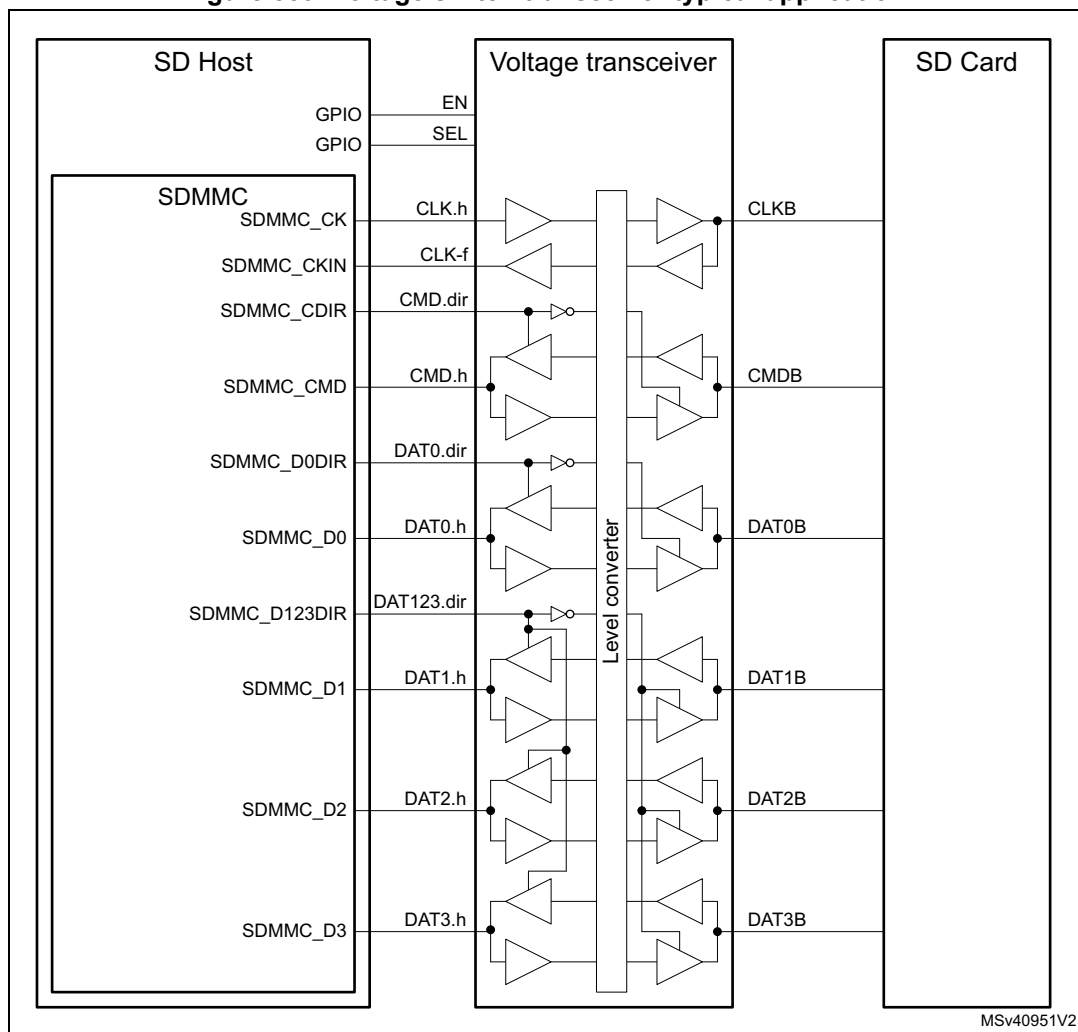 SD Host
Voltage transceiver
SD Card
GPIO
EN
GPIO
SEL
SDMMC
SDMMC_CK
CLK.h
CLKB
SDMMC_CKIN
CLK-f
SDMMC_CDIR
CMD.dir
SDMMC_CMD
CMD.h
CMDB
SDMMC_D0DIR
DAT0.dir
SDMMC_D0
DAT0.h
DAT0B
Level converter
SDMMC_D123DIR
DAT123.dir
SDMMC_D1
DAT1.h
DAT1B
SDMMC_D2
DAT2.h
DAT2B
SDMMC_D3
DAT3.h
DAT3B
MSv40951V2